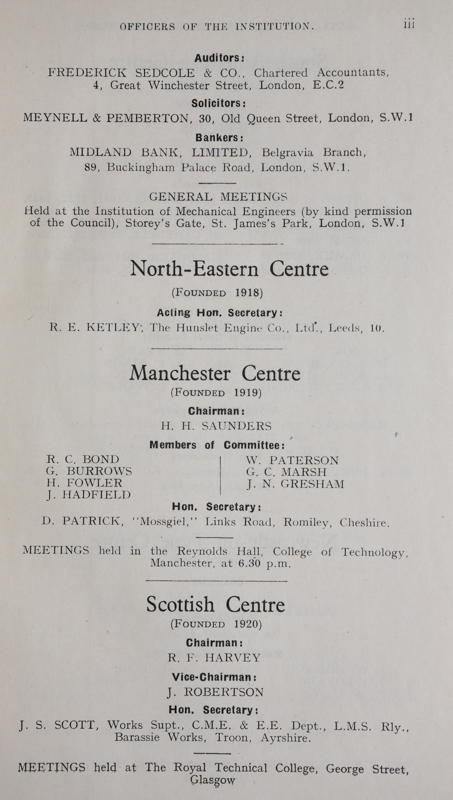 OFFICERS OF THE INSTITUTION. iii
Auditors:
FREDERICK SEDCOLE & CO., Chartered Accountants,
4, Great Winchester Street, London, E.C.2
Solicitors:
MEYNELL & PEMBERTON, 30, Old Queen Street, London, S.W.1
Bankers:
MIDLAND BANK, LIMITED, Belgravia Branch,
89, Buckingham Palace Road, London, S.W.1.
GENERAL MEETINGS
Held at the Institution of Mechanical Engineers (by kind permission
of the Council), Storey's Gate, St. James's Park, London, S.W.1
North-Eastern Centre
(FOUNDED 1918)
Acting Hon. Secretary:
R. E. KETLEY, The Hunslet Engine Co., Ltd., Leeds, 10.
Manchester Centre
(FOUNDED 1919)
Chairman:
H. H. SAUNDERS
Members of Committee:
R. C. BOND
G. BURROWS
H. FOWLER
J. HADFIELD
W. PATERSON
G. C. MARSH
J. N. GRESHAM
Hon. Secretary:
D. PATRICK, "Mossgiel," Links Road, Romiley, Cheshire.
MEETINGS held in the Reynolds Hall, College of Technology,
Manchester, at 6.30 p.m.
Scottish Centre
(FOUNDED 1920)
Chairman:
R. F. HARVEY
Vice-Chairman:
J. ROBERTSON
Hon. Secretary:
J. S. SCOTT, Works Supt., C.M.E. & E.E. Dept., L.M.S. Rly.,
Barassie Works, Troon, Ayrshire.
MEETINGS held at The Royal Technical College, George Street,
Glasgow